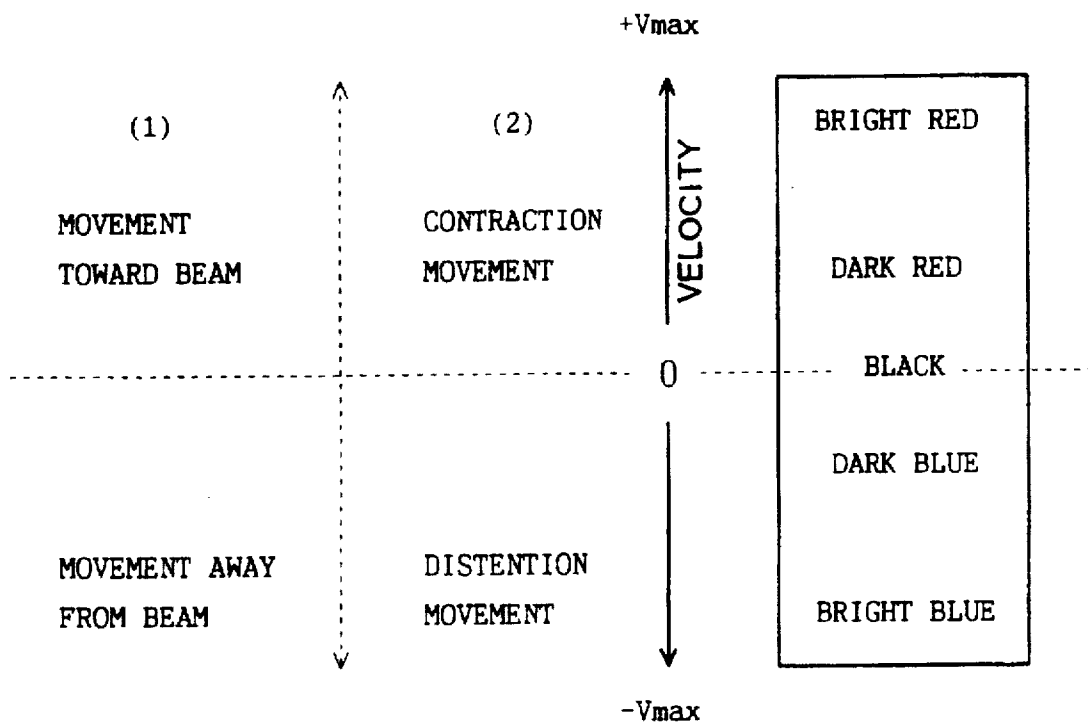 +Vmax
(1)
(2)
BRIGHT RED
MOVEMENT
TOWARD BEAM
CONTRACTION
MOVEMENT
VELOCITY
DARK RED
0
BLACK
DARK BLUE
MOVEMENT AWAY
FROM BEAM
DISTENTION
MOVEMENT
BRIGHT BLUE
-Vmax